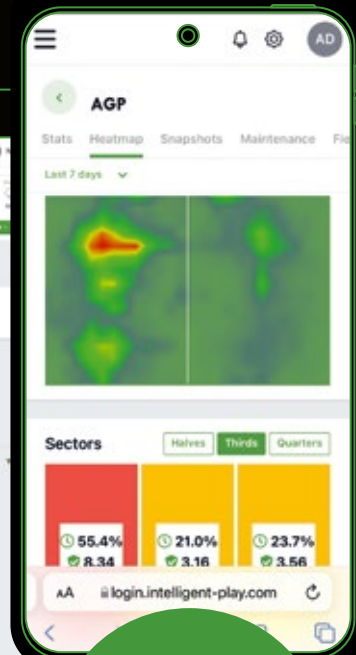 AD
AGP
Stats Heatmap Snapshots Maintenance Fie
Last 7 days
Sectors
Halves Thirds Quarters
55.4% 21.0% 23.7%
8.34 3.16 3.56
AA login.intelligent-play.com